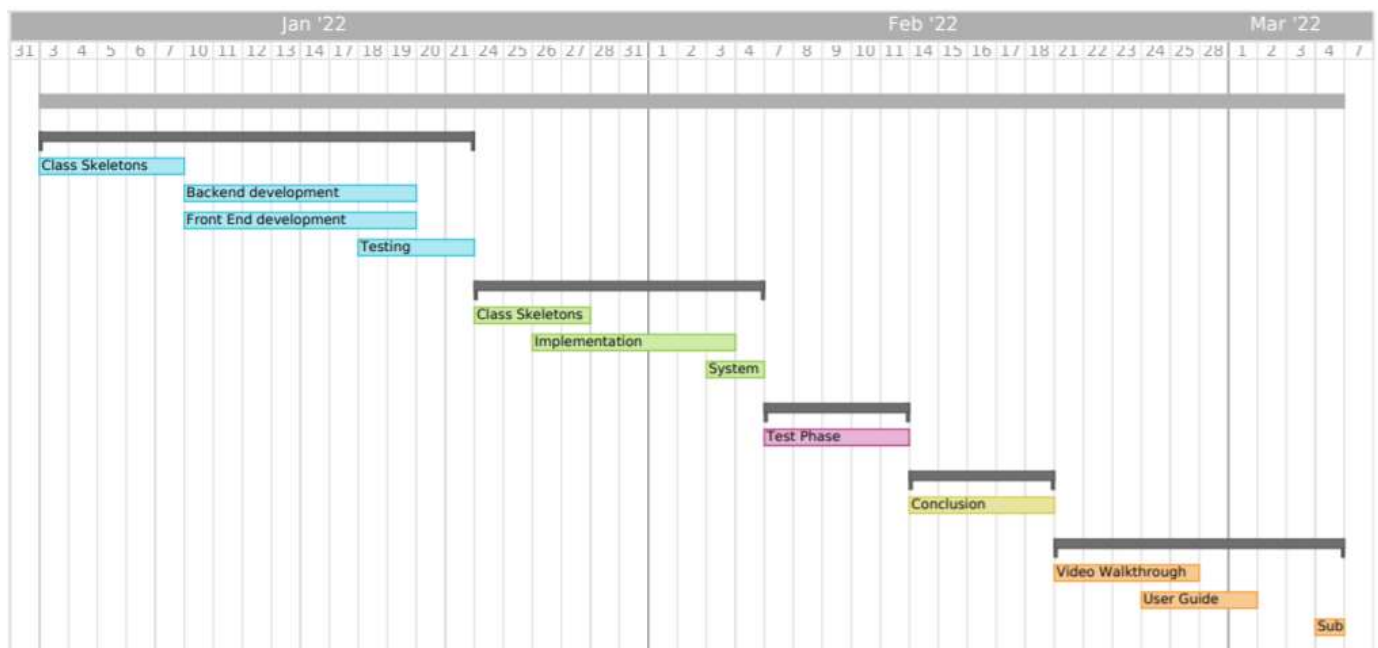 Jan '22 Feb '22 Mar '22
31 3 4 5 6 7 10 11 12 13 14 17 18 19 20 21 24 25 26 27 28 31 1 2 3 4 7 8 9 10 11 14 15 16 17 18 21 22 23 24 25 28 1 2 3 4 7
Class Skeletons
Backend development
Front End development
Testing
Class Skeletons
Implementation
System
Test Phase
Conclusion
Video Walkthrough
User Guide
Sub